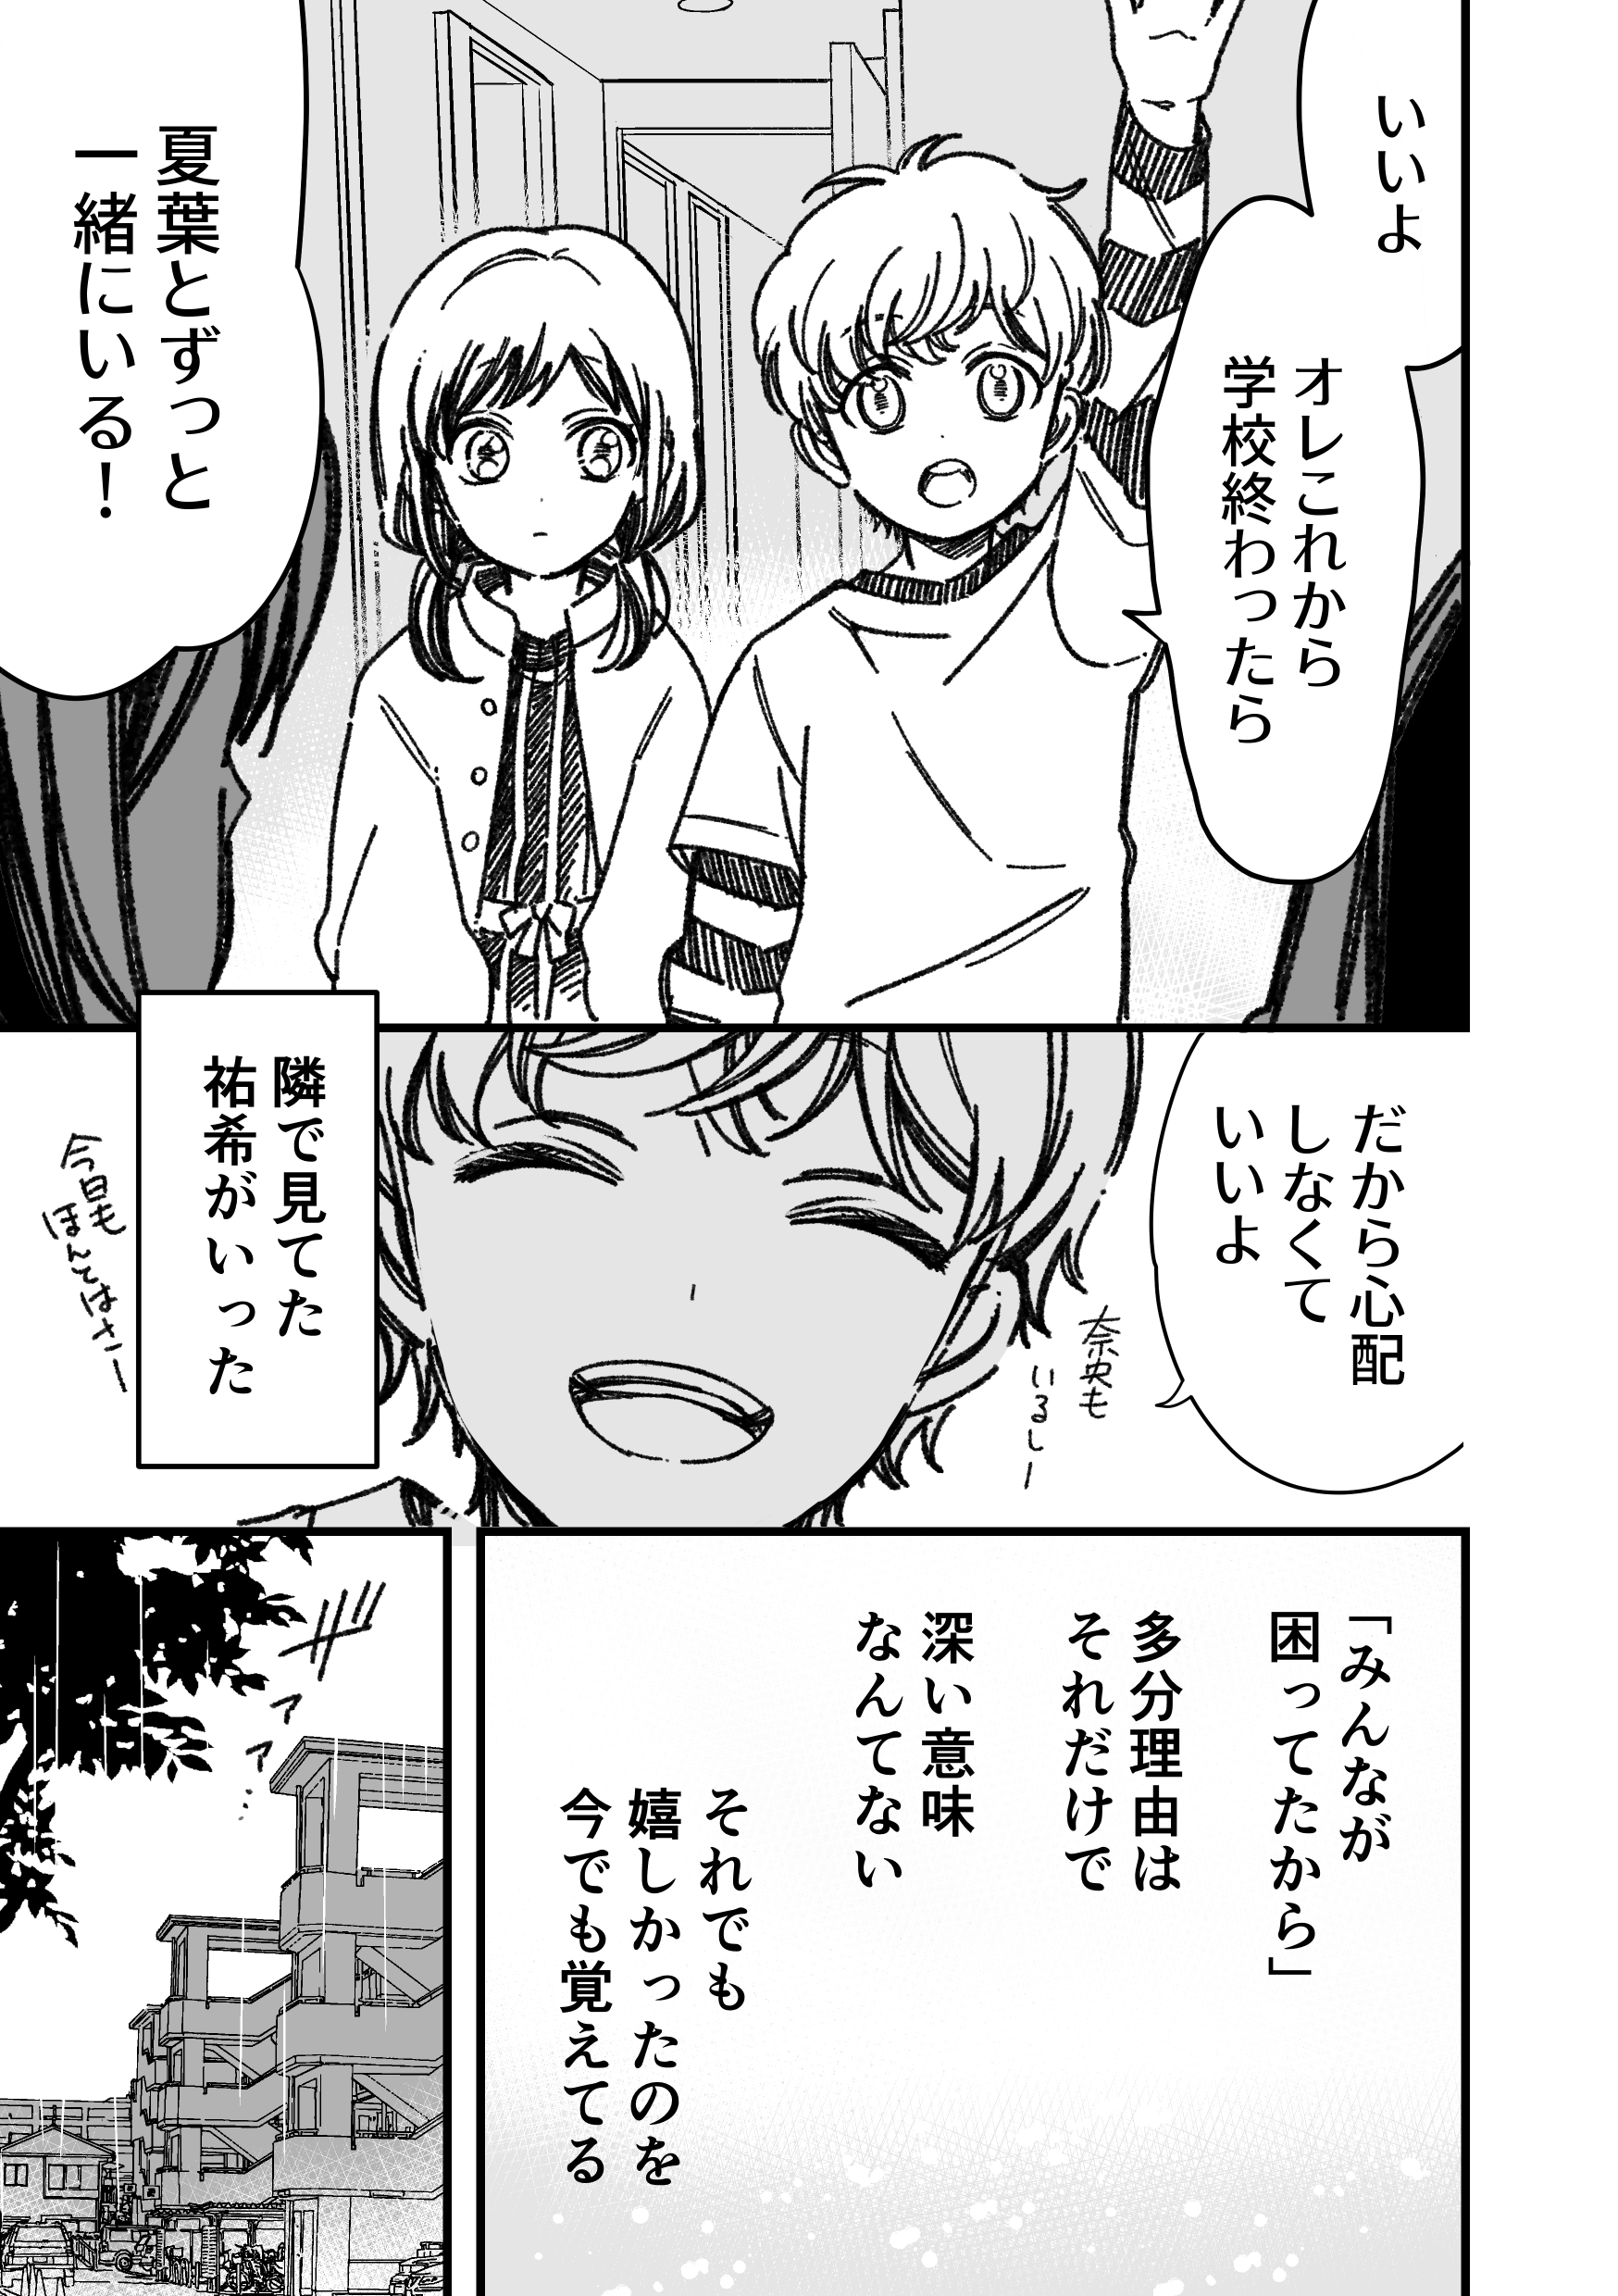 いいよ
オレこれから
学校終わったら
夏葉とずっと
一緒にいる！
だから心配
しなくて
いいよ
奈央も
いるしー
隣で見てた
祐希がいった
今日も
ほんとはさー
「みんなが
困ってたから」
多分理由は
それだけで
深い意味
なんてない
それでも
嬉しかったのを
今でも覚えてる
ザアア…